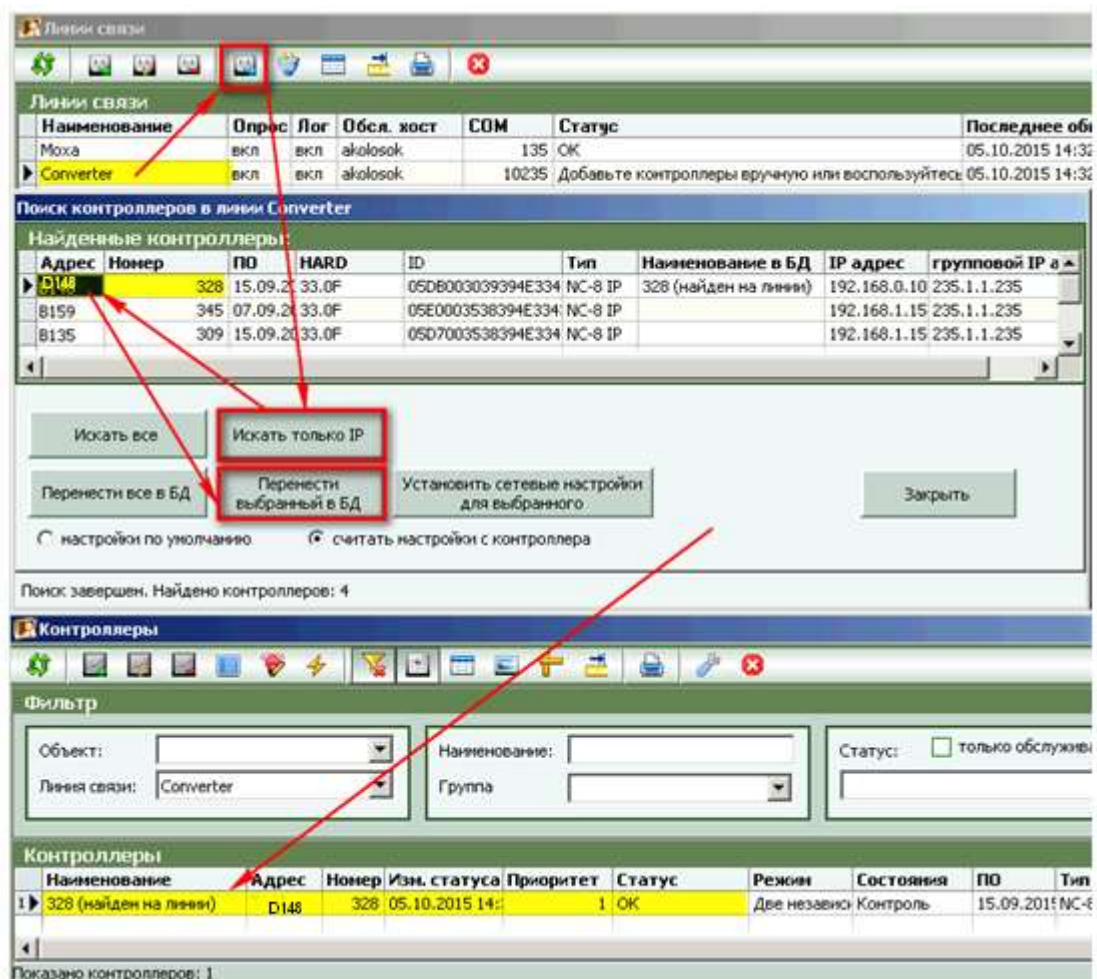 Линии связи
Линии связи
Наименование Опрос Лог Обсл. хост COM Статус Последнее обн
Moxa вкл вкл akolosok 135 OK 05.10.2015 14:32
Converter вкл вкл akolosok 10235 Добавьте контроллеры вручную или воспользуйтесь 05.10.2015 14:32
Поиск контроллеров в линии Converter
Найденные контроллеры:
Адрес Номер ПО HARD ID Тип Наименование в БД IP адрес групповой IP а
D148 328 15.09.2 33.0F 05DB003039394E334 NC-8 IP 328 (найден на линии) 192.168.0.10 235.1.1.235
B159 345 07.09.2 33.0F 05E0003538394E334 NC-8 IP 192.168.1.15 235.1.1.235
B135 309 15.09.20 33.0F 05D7003538394E334 NC-8 IP 192.168.1.15 235.1.1.235
Искать все Искать только IP
Перенести все в БД Перенести выбранный в БД Установить сетевые настройки для выбранного Закрыть
настройки по умолчанию считать настройки с контроллера
Поиск завершен. Найдено контроллеров: 4
Контроллеры
Фильтр
Объект: Наименование: Статус: только обслужива
Линия связи: Converter Группа
Контроллеры
Наименование Адрес Номер Изм. статуса Приоритет Статус Режим Состояния ПО Тип
1 328 (найден на линии) D148 328 05.10.2015 14: 1 OK Две независи Контроль 15.09.2015 NC-8
Показано контроллеров: 1